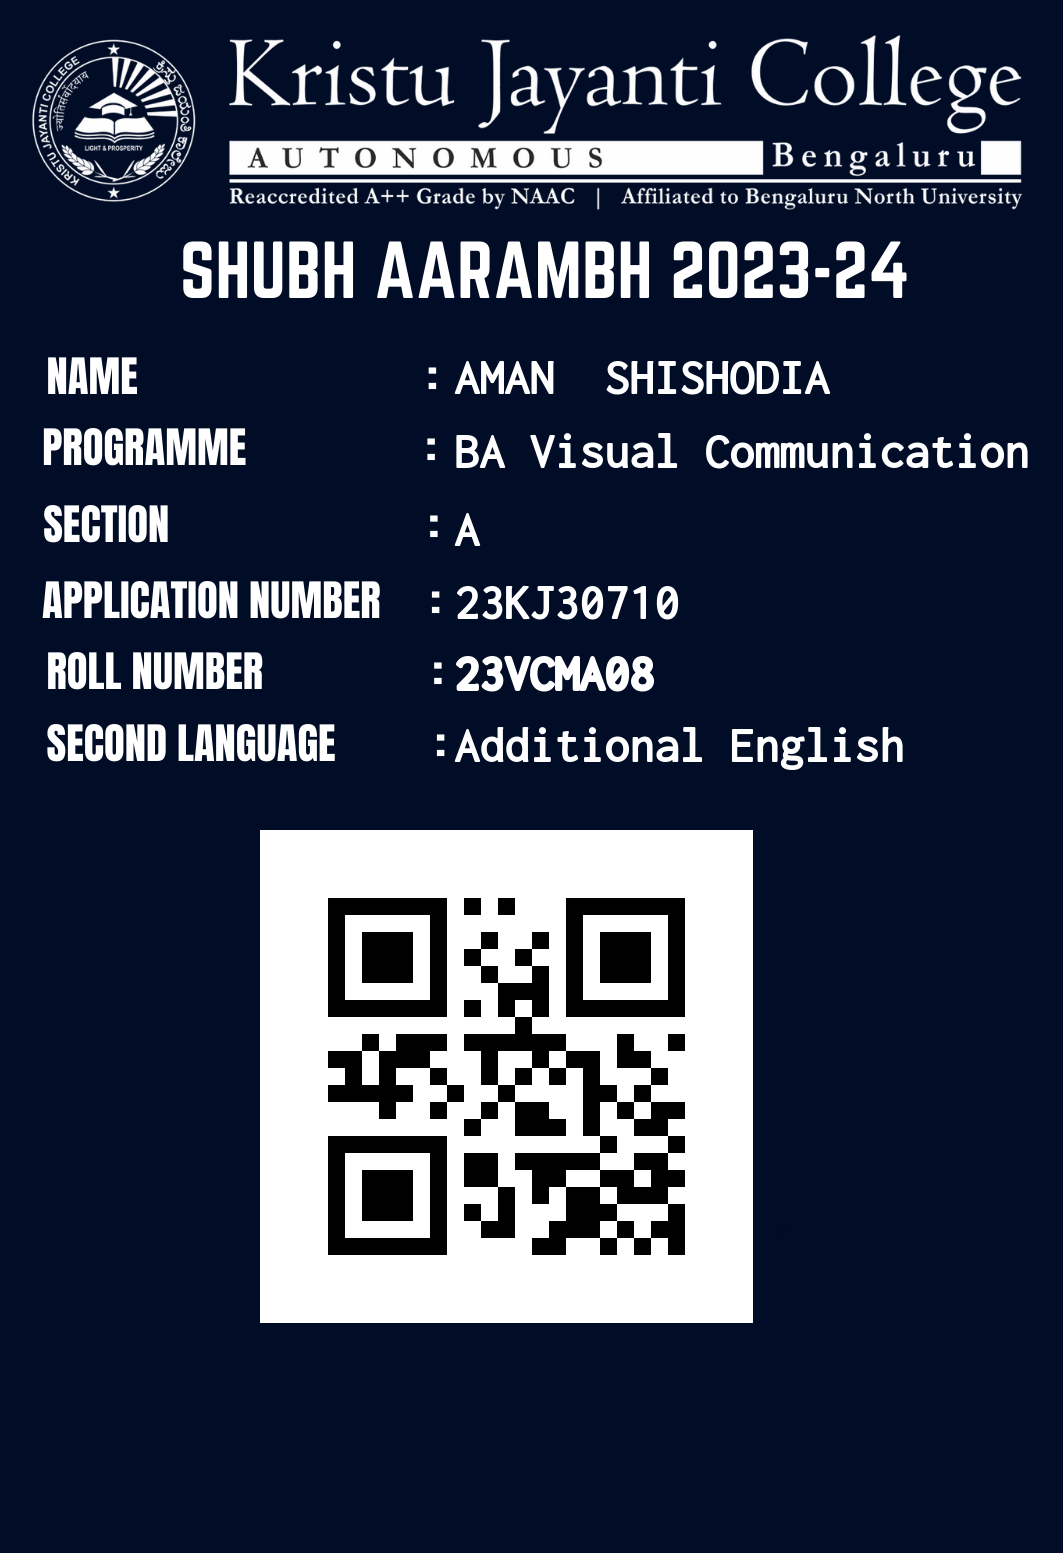 KRISTU JAYANTI COLLEGE
LIGHT & PROSPERITY
Kristu Jayanti College
AUTONOMOUS Bengaluru
Reaccredited A++ Grade by NAAC | Affiliated to Bengaluru North University
SHUBH AARAMBH 2023-24
NAME : AMAN SHISHODIA
PROGRAMME : BA Visual Communication
SECTION : A
APPLICATION NUMBER : 23KJ30710
ROLL NUMBER : 23VCMA08
SECOND LANGUAGE : Additional English